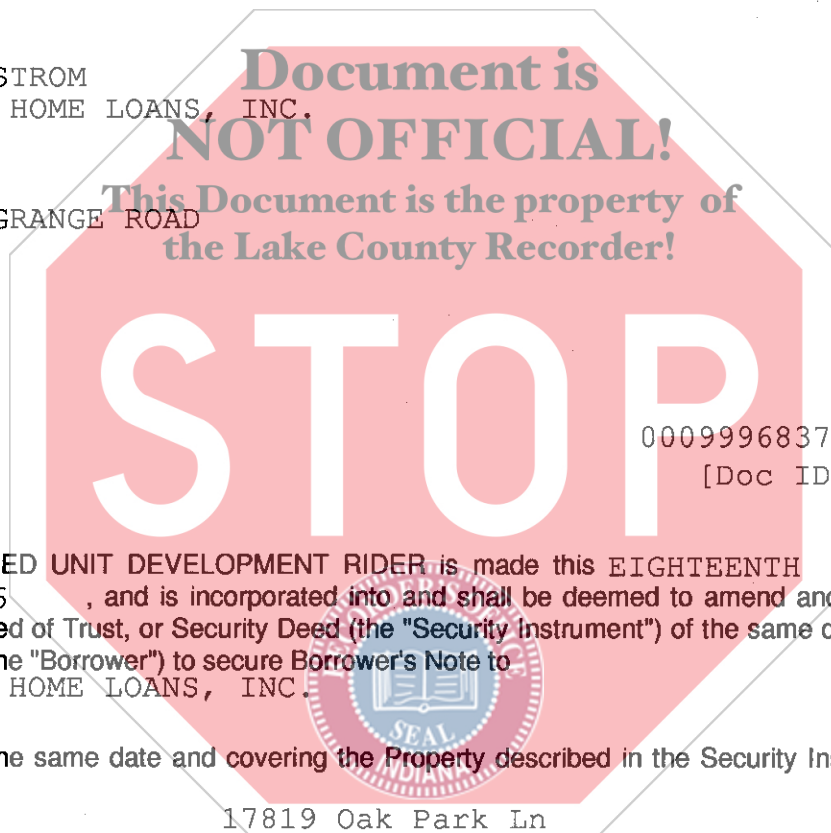 STROM
Document is
HOME LOANS, INC.
NOT OFFICIAL!
This Document is the property of
GRANGE ROAD
the Lake County Recorder!
STOP
0009996837
[Doc ID
ED UNIT DEVELOPMENT RIDER is made this EIGHTEENTH
, and is incorporated into and shall be deemed to amend and
ed of Trust, or Security Deed (the "Security Instrument") of the same
"Borrower") to secure Borrower's Note to
HOME LOANS, INC.
RECORDER'S OFFICE
SEAL
INDIANA
same date and covering the Property described in the Security
17819 Oak Park Ln